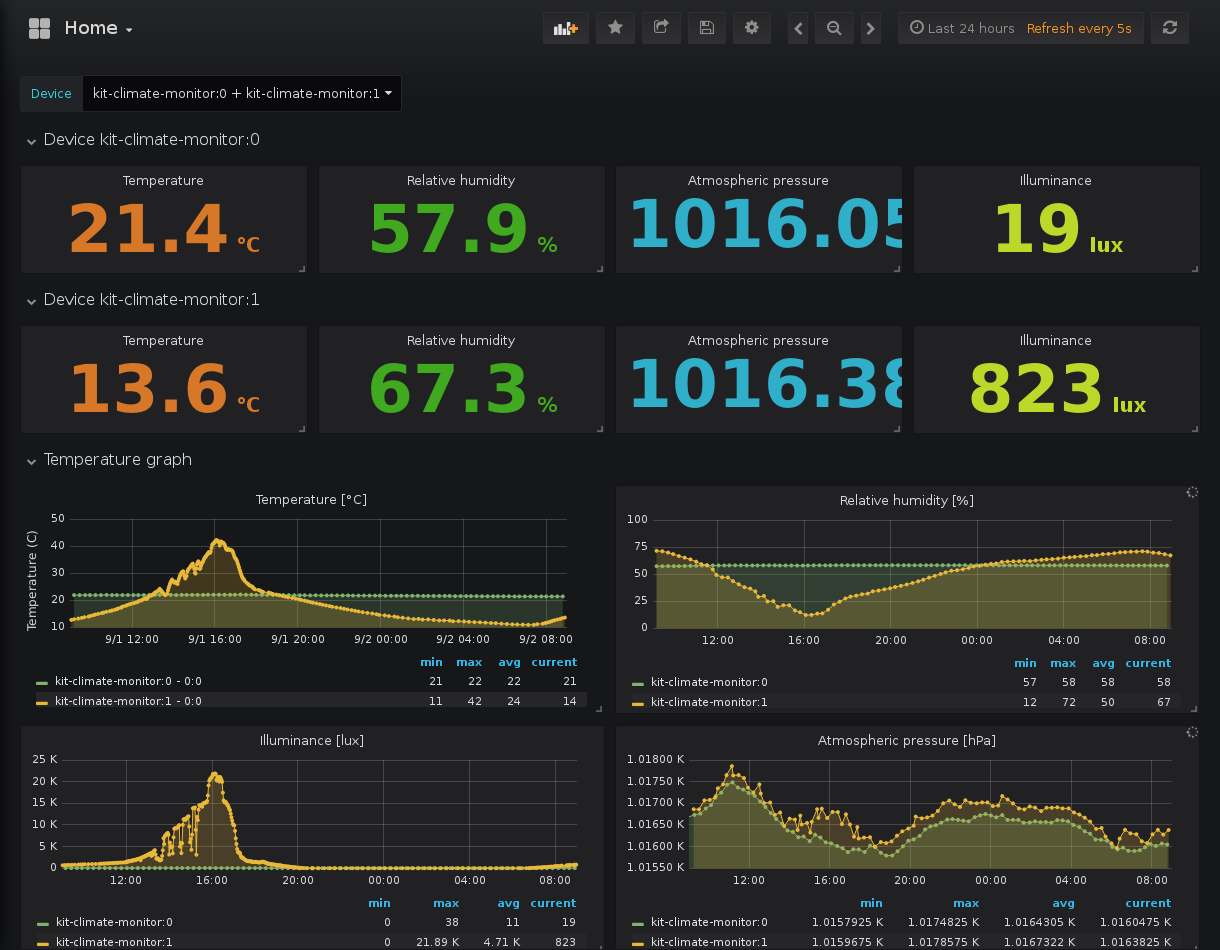 Home
Last 24 hours Refresh every 5s
Device kit-climate-monitor:0 + kit-climate-monitor:1
Device kit-climate-monitor:0
Temperature Relative humidity Atmospheric pressure Illuminance
21.4 °C 57.9 % 1016.05 19 lux
Device kit-climate-monitor:1
Temperature Relative humidity Atmospheric pressure Illuminance
13.6 °C 67.3 % 1016.38 823 lux
Temperature graph
Temperature [°C]
Temperature (C)
50
40
30
20
10
9/1 12:00 9/1 16:00 9/1 20:00 9/2 00:00 9/2 04:00 9/2 08:00
min max avg current
kit-climate-monitor:0 - 0:0 21 22 22 21
kit-climate-monitor:1 - 0:0 11 42 24 14
Relative humidity [%]
100
75
50
25
0
12:00 16:00 20:00 00:00 04:00 08:00
min max avg current
kit-climate-monitor:0 57 58 58 58
kit-climate-monitor:1 12 72 50 67
Illuminance [lux]
25 K
20 K
15 K
10 K
5 K
0
12:00 16:00 20:00 00:00 04:00 08:00
min max avg current
kit-climate-monitor:0 0 38 11 19
kit-climate-monitor:1 0 21.89 K 4.71 K 823
Atmospheric pressure [hPa]
1.01800 K
1.01750 K
1.01700 K
1.01650 K
1.01600 K
1.01550 K
12:00 16:00 20:00 00:00 04:00 08:00
min max avg current
kit-climate-monitor:0 1.0157925 K 1.0174825 K 1.0164305 K 1.0160475 K
kit-climate-monitor:1 1.0159675 K 1.0178575 K 1.0167322 K 1.0163825 K